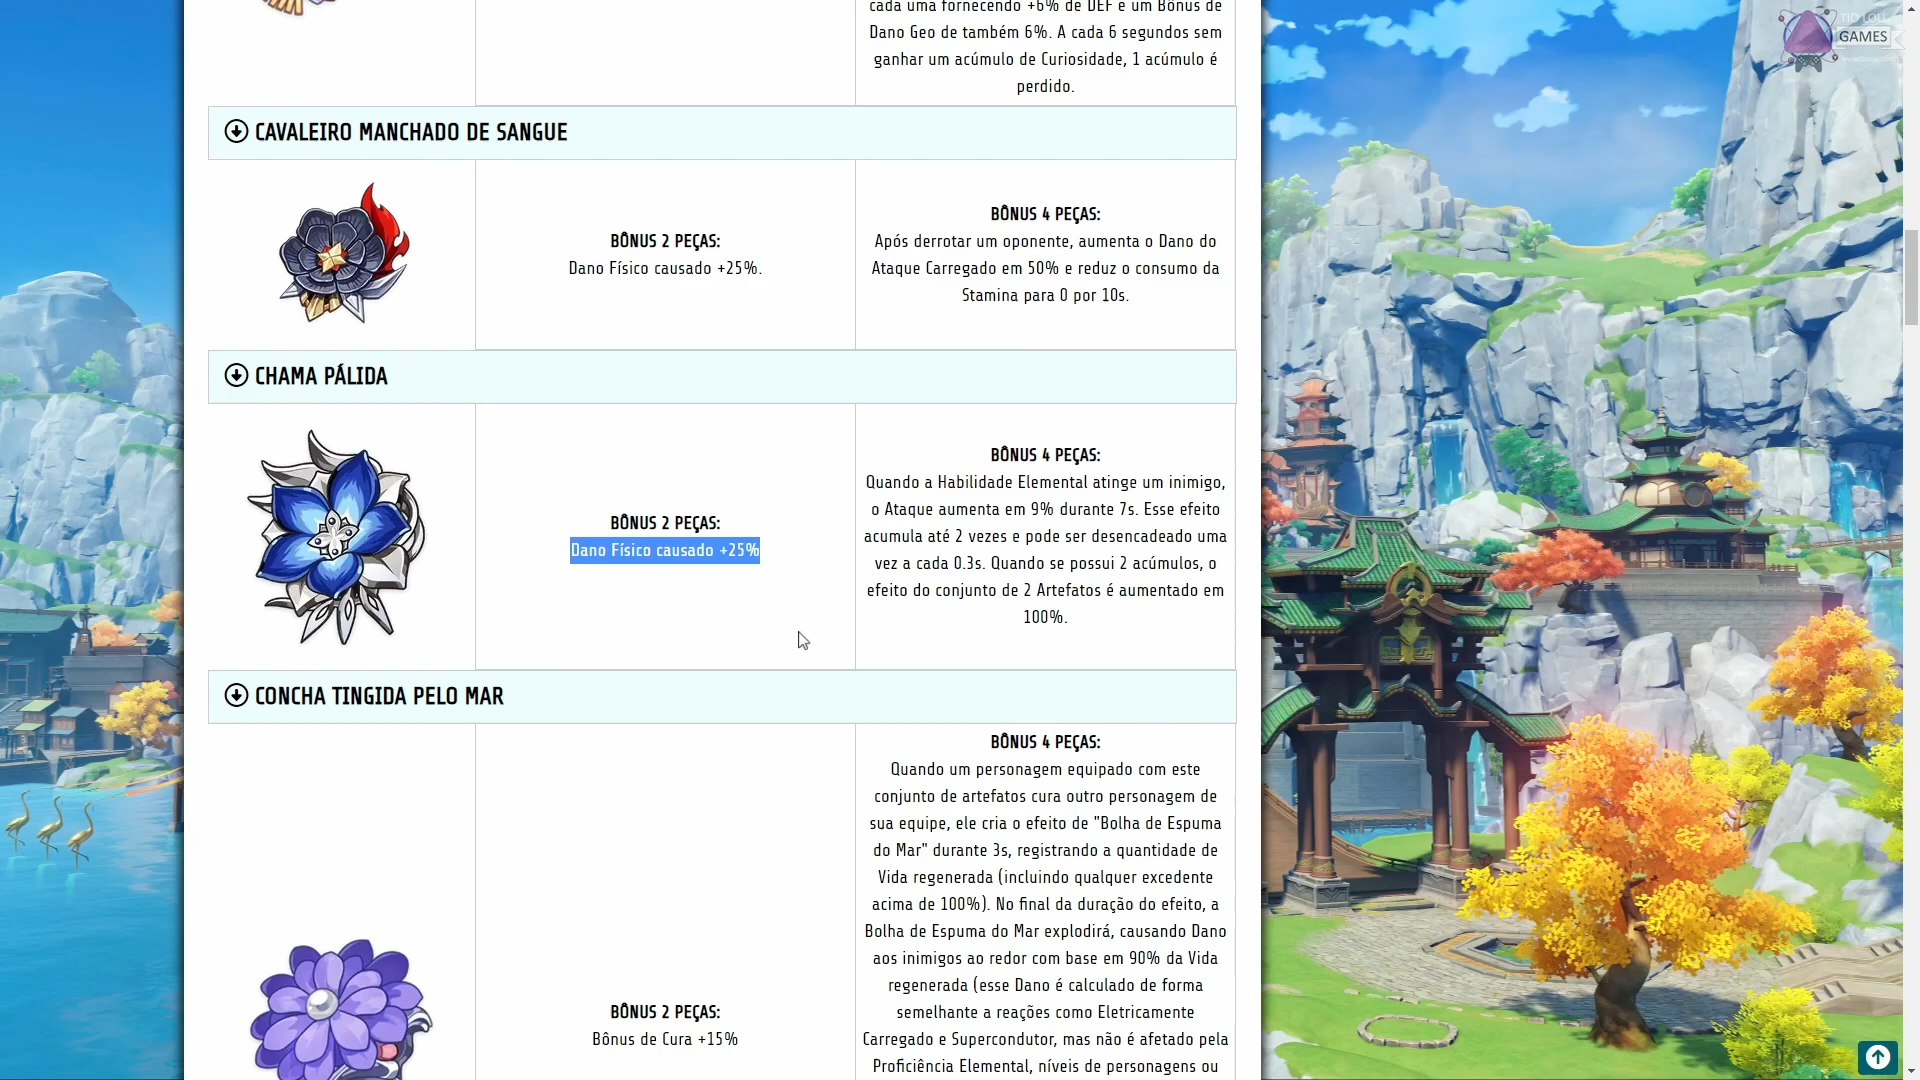 cada uma fornecendo +6% de DEF e um Bônus de
Dano Geo de também 6%. A cada 6 segundos sem
ganhar um acúmulo de Curiosidade, 1 acúmulo é
perdido.
CAVALEIRO MANCHADO DE SANGUE
BÔNUS 2 PEÇAS:
Dano Físico causado +25%.
BÔNUS 4 PEÇAS:
Após derrotar um oponente, aumenta o Dano do
Ataque Carregado em 50% e reduz o consumo da
Stamina para 0 por 10s.
CHAMA PÁLIDA
BÔNUS 2 PEÇAS:
Dano Físico causado +25%
BÔNUS 4 PEÇAS:
Quando a Habilidade Elemental atinge um inimigo,
o Ataque aumenta em 9% durante 7s. Esse efeito
acumula até 2 vezes e pode ser desencadeado uma
vez a cada 0.3s. Quando se possui 2 acúmulos, o
efeito do conjunto de 2 Artefatos é aumentado em
100%.
CONCHA TINGIDA PELO MAR
BÔNUS 2 PEÇAS:
Bônus de Cura +15%
BÔNUS 4 PEÇAS:
Quando um personagem equipado com este
conjunto de artefatos cura outro personagem de
sua equipe, ele cria o efeito de "Bolha de Espuma
do Mar" durante 3s, registrando a quantidade de
Vida regenerada (incluindo qualquer excedente
acima de 100%). No final da duração do efeito, a
Bolha de Espuma do Mar explodirá, causando Dano
aos inimigos ao redor com base em 90% da Vida
regenerada (esse Dano é calculado de forma
semelhante a reações como Eletricamente
Carregado e Supercondutor, mas não é afetado pela
Proficiência Elemental, níveis de personagens ou
TIO LOU
GAMES